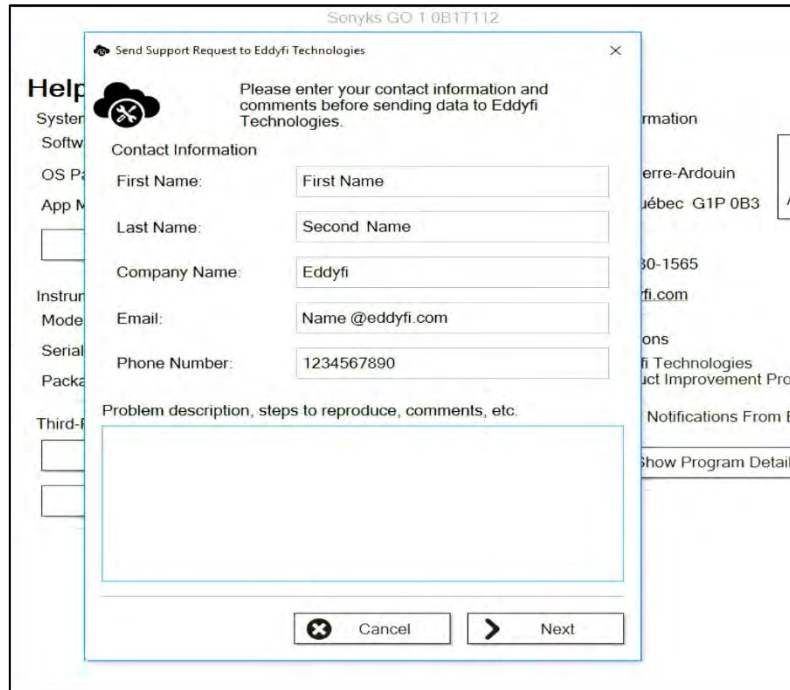 Sonyks GO 1.0B1T112
Send Support Request to Eddyfi Technologies
Please enter your contact information and
comments before sending data to Eddyfi
Technologies.
Contact Information
First Name: First Name
Last Name: Second Name
Company Name: Eddyfi
Email: Name @eddyfi.com
Phone Number: 1234567890
Problem description, steps to reproduce, comments, etc.
Cancel Next
Help
Syster
Softw
OS Pa
App M
Instrur
Mode
Serial
Packa
Third-P
rmation
erre-Ardouin
uébec G1P 0B3
30-1565
fi.com
ons
fi Technologies
uct Improvement Pro
Notifications From E
Show Program Detail